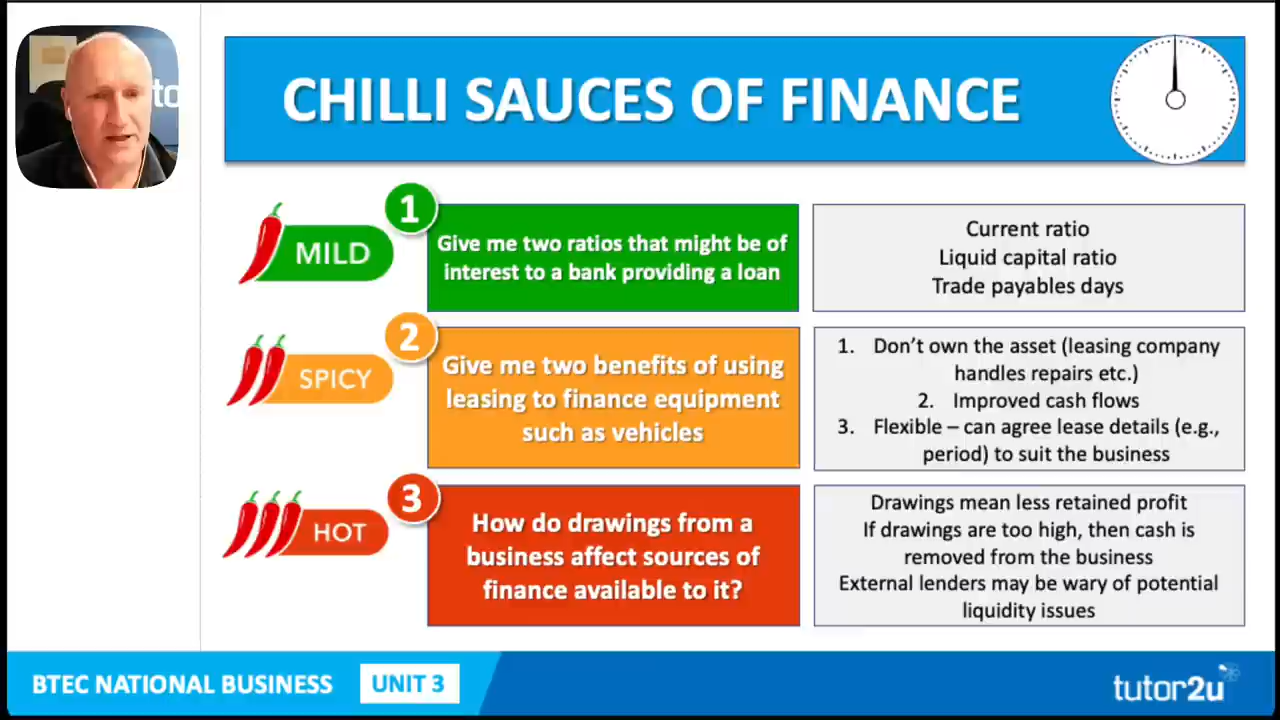 to
CHILLI SAUCES OF FINANCE
MILD
1
Give me two ratios that might be of
interest to a bank providing a loan
Current ratio
Liquid capital ratio
Trade payables days
SPICY
2
Give me two benefits of using
leasing to finance equipment
such as vehicles
1. Don’t own the asset (leasing company
handles repairs etc.)
2. Improved cash flows
3. Flexible – can agree lease details (e.g.,
period) to suit the business
HOT
3
How do drawings from a
business affect sources of
finance available to it?
Drawings mean less retained profit
If drawings are too high, then cash is
removed from the business
External lenders may be wary of potential
liquidity issues
BTEC NATIONAL BUSINESS
UNIT 3
tutor2u